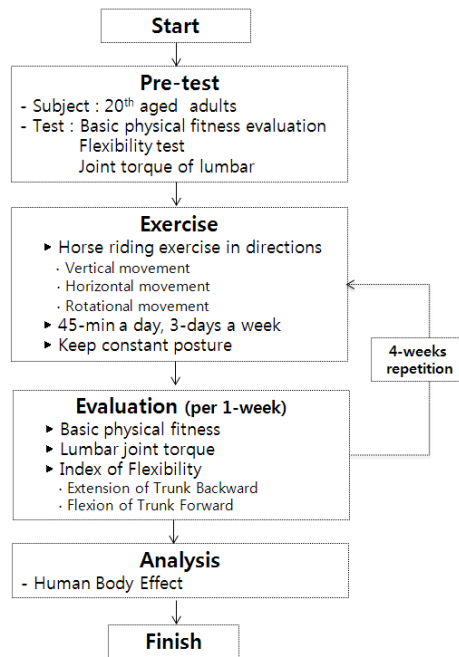 Start
Pre-test
- Subject : 20th aged adults
- Test : Basic physical fitness evaluation
Flexibility test
Joint torque of lumbar
Exercise
▶ Horse riding exercise in directions
· Vertical movement
· Horizontal movement
· Rotational movement
▶ 45-min a day, 3-days a week
▶ Keep constant posture
4-weeks
repetition
Evaluation (per 1-week)
▶ Basic physical fitness
▶ Lumbar joint torque
▶ Index of Flexibility
· Extension of Trunk Backward
· Flexion of Trunk Forward
Analysis
- Human Body Effect
Finish